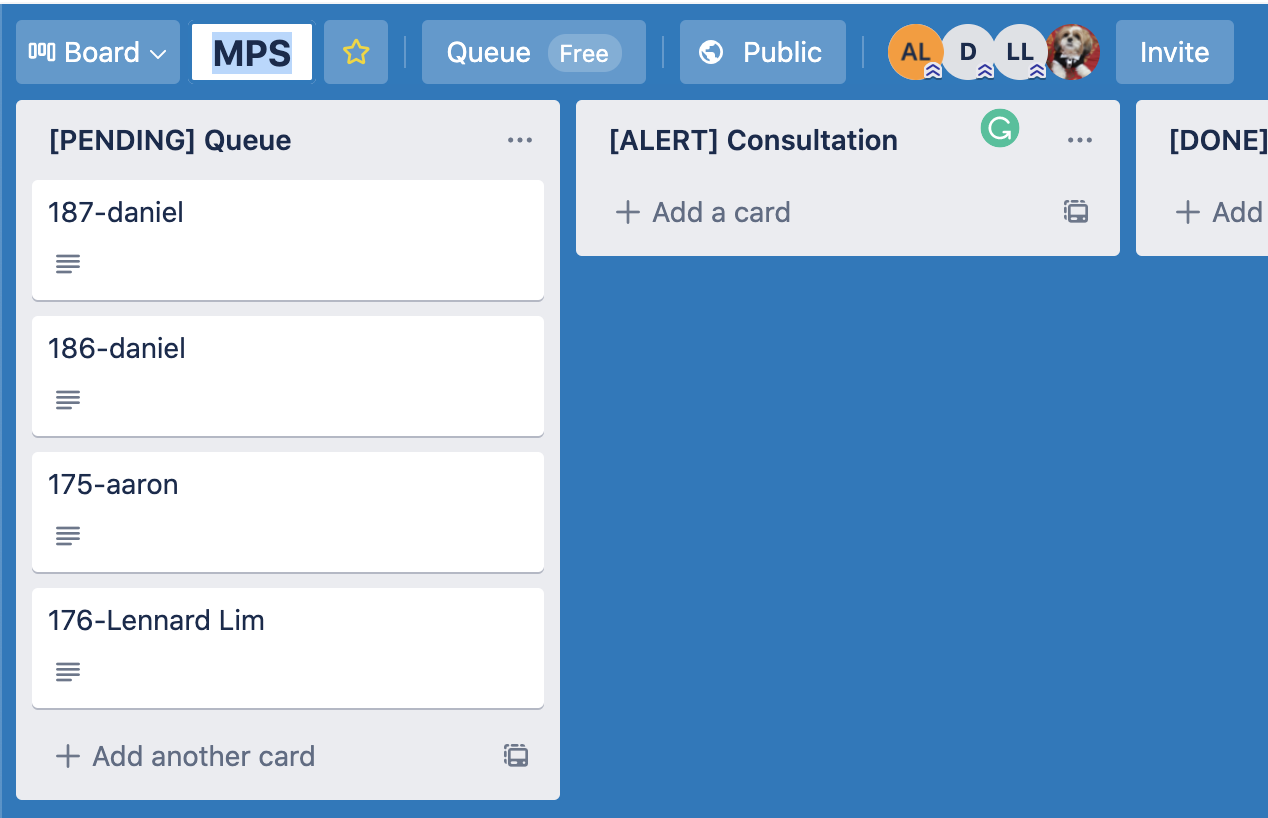 Board MPS Queue Free Public AL D LL Invite
[PENDING] Queue
187-daniel
186-daniel
175-aaron
176-Lennard Lim
+ Add another card
[ALERT] Consultation
+ Add a card
[DONE]
+ Add